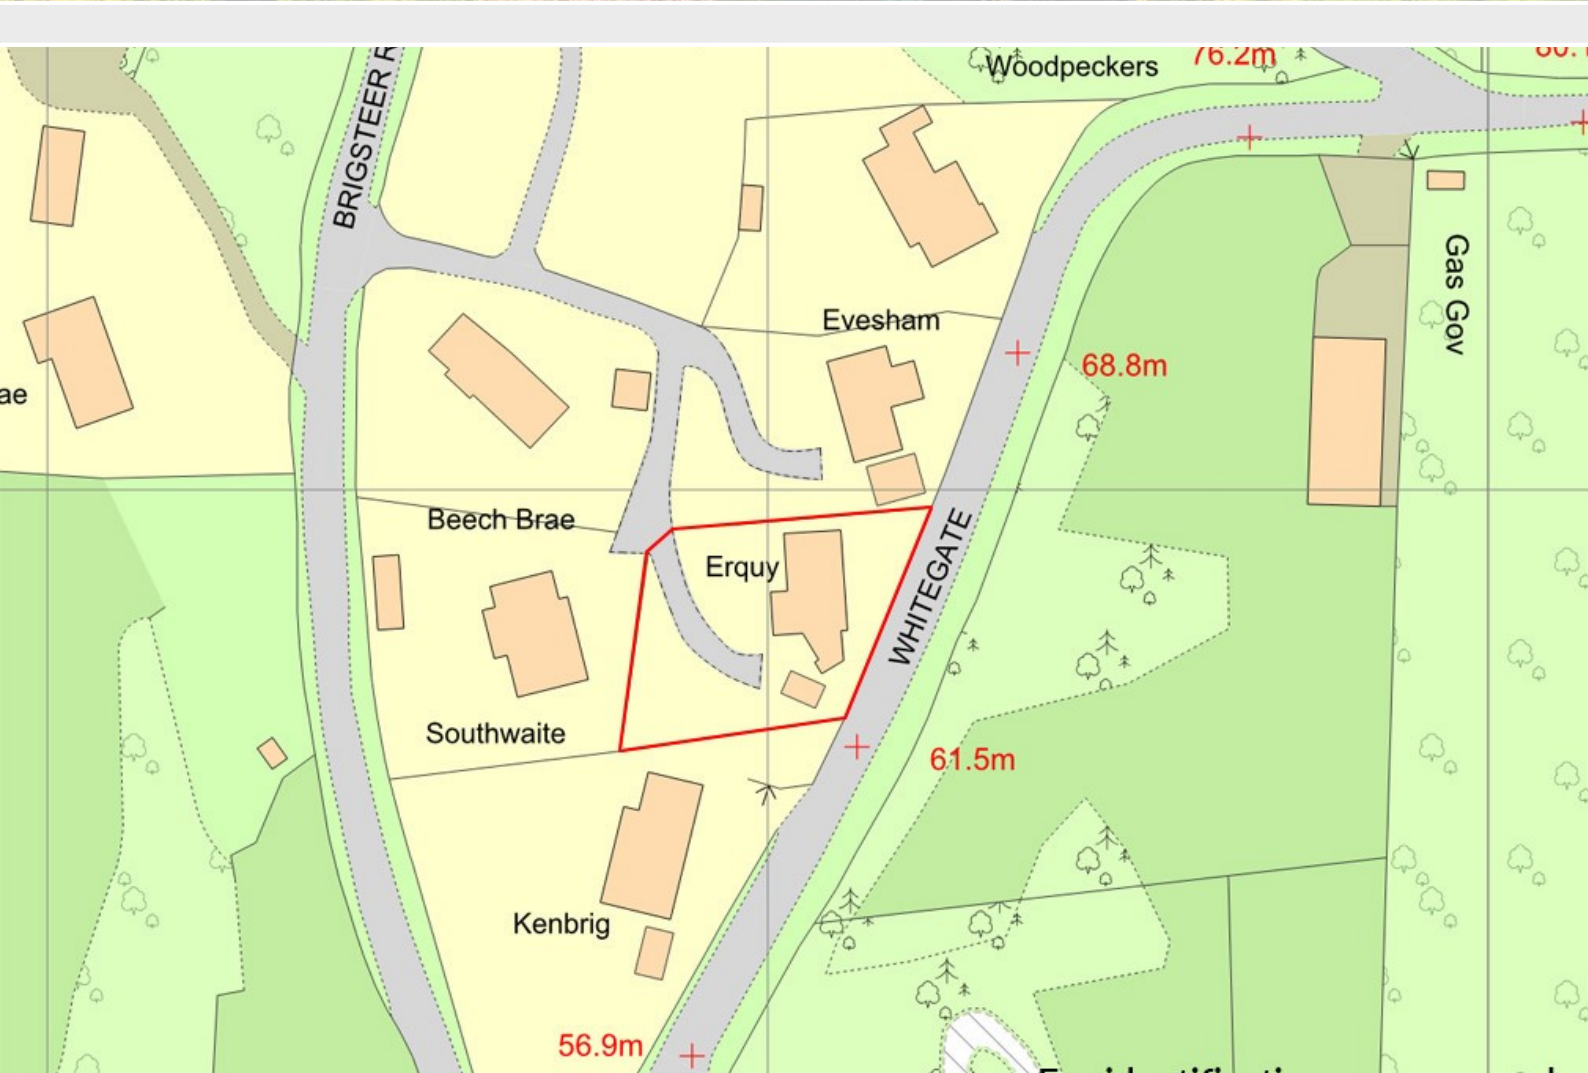 Woodpeckers
76.2m
BRIGSTEER R
Gas Gov
Evesham
68.8m
ae
Beech Brae
Erquy
WHITEGATE
Southwaite
61.5m
Kenbrig
56.9m